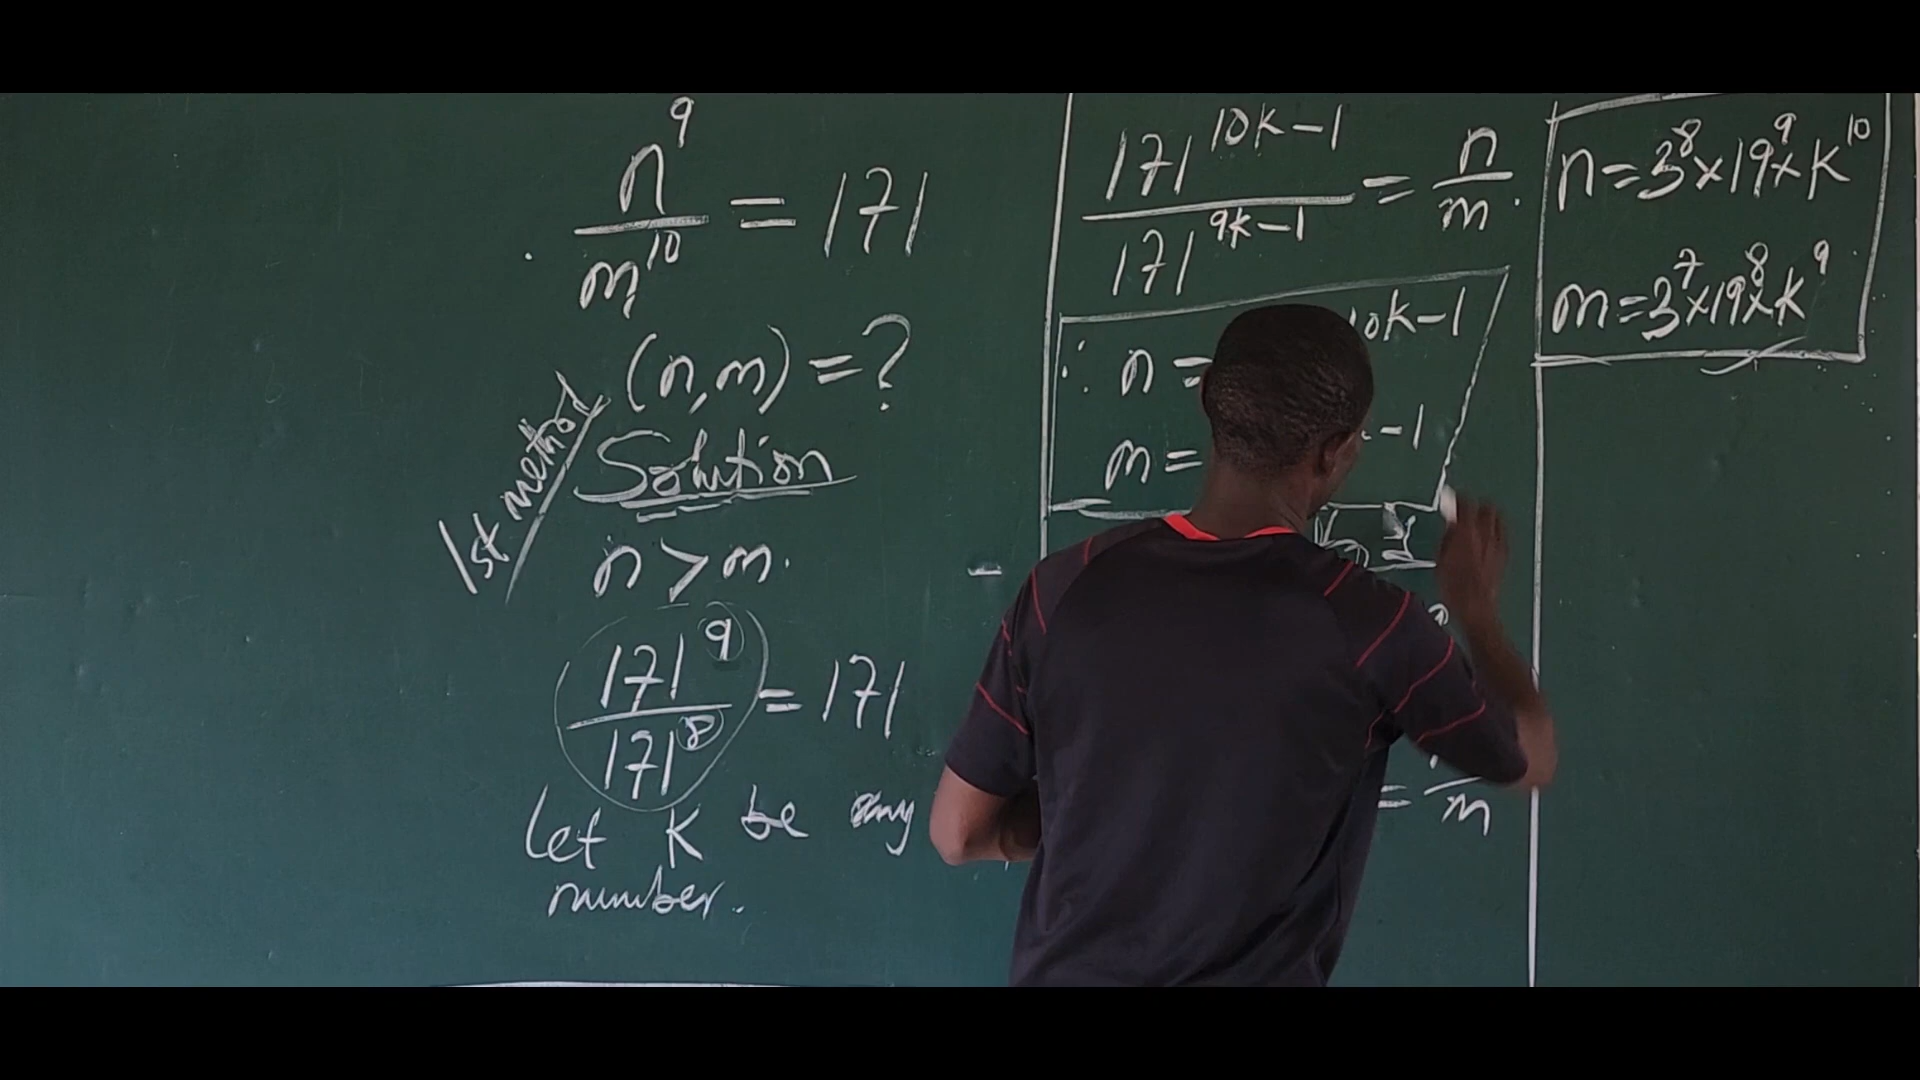 n⁹/m¹⁰ = 171
(n,m) = ?
1st method
Solution
n > m.
171⁹/171⁸ = 171
Let K be any
number.
171^(10K-1)/171^(9K-1) = n/m.
∴ n = 10K-1
m = -1
= /m
n = 3⁸ × 19⁹ × K¹⁰
m = 3⁷ × 19⁸ × K⁹